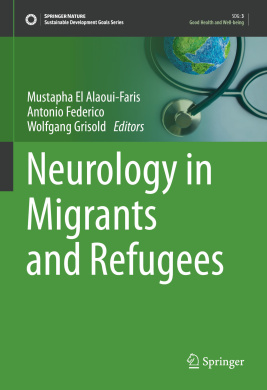 SPRINGER NATURE
Sustainable Development Goals Series
SDG: 3
Good Health and Well-being
Mustapha El Alaoui-Faris
Antonio Federico
Wolfgang Grisold Editors
Neurology in
Migrants
and Refugees
Springer